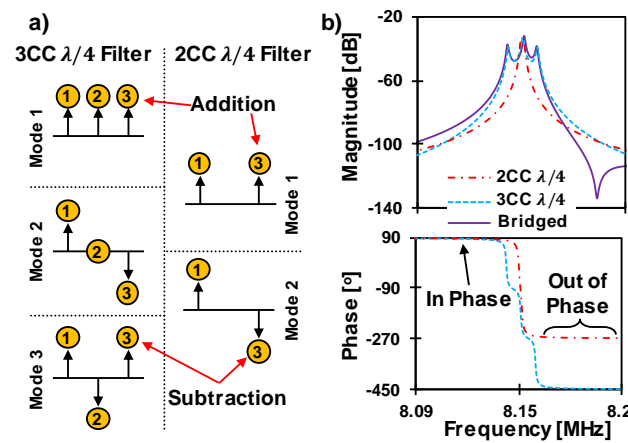 a)
3CC λ/4 Filter
2CC λ/4 Filter
Mode 1
1
2
3
Addition
1
3
Mode 1
Mode 2
1
2
3
1
3
Mode 2
Mode 3
1
3
2
Subtraction
b)
Magnitude [dB]
-20
-60
-100
-140
2CC λ/4
3CC λ/4
Bridged
Phase [°]
90
-90
-270
-450
In Phase
Out of
Phase
8.09
8.15
8.2
Frequency [MHz]